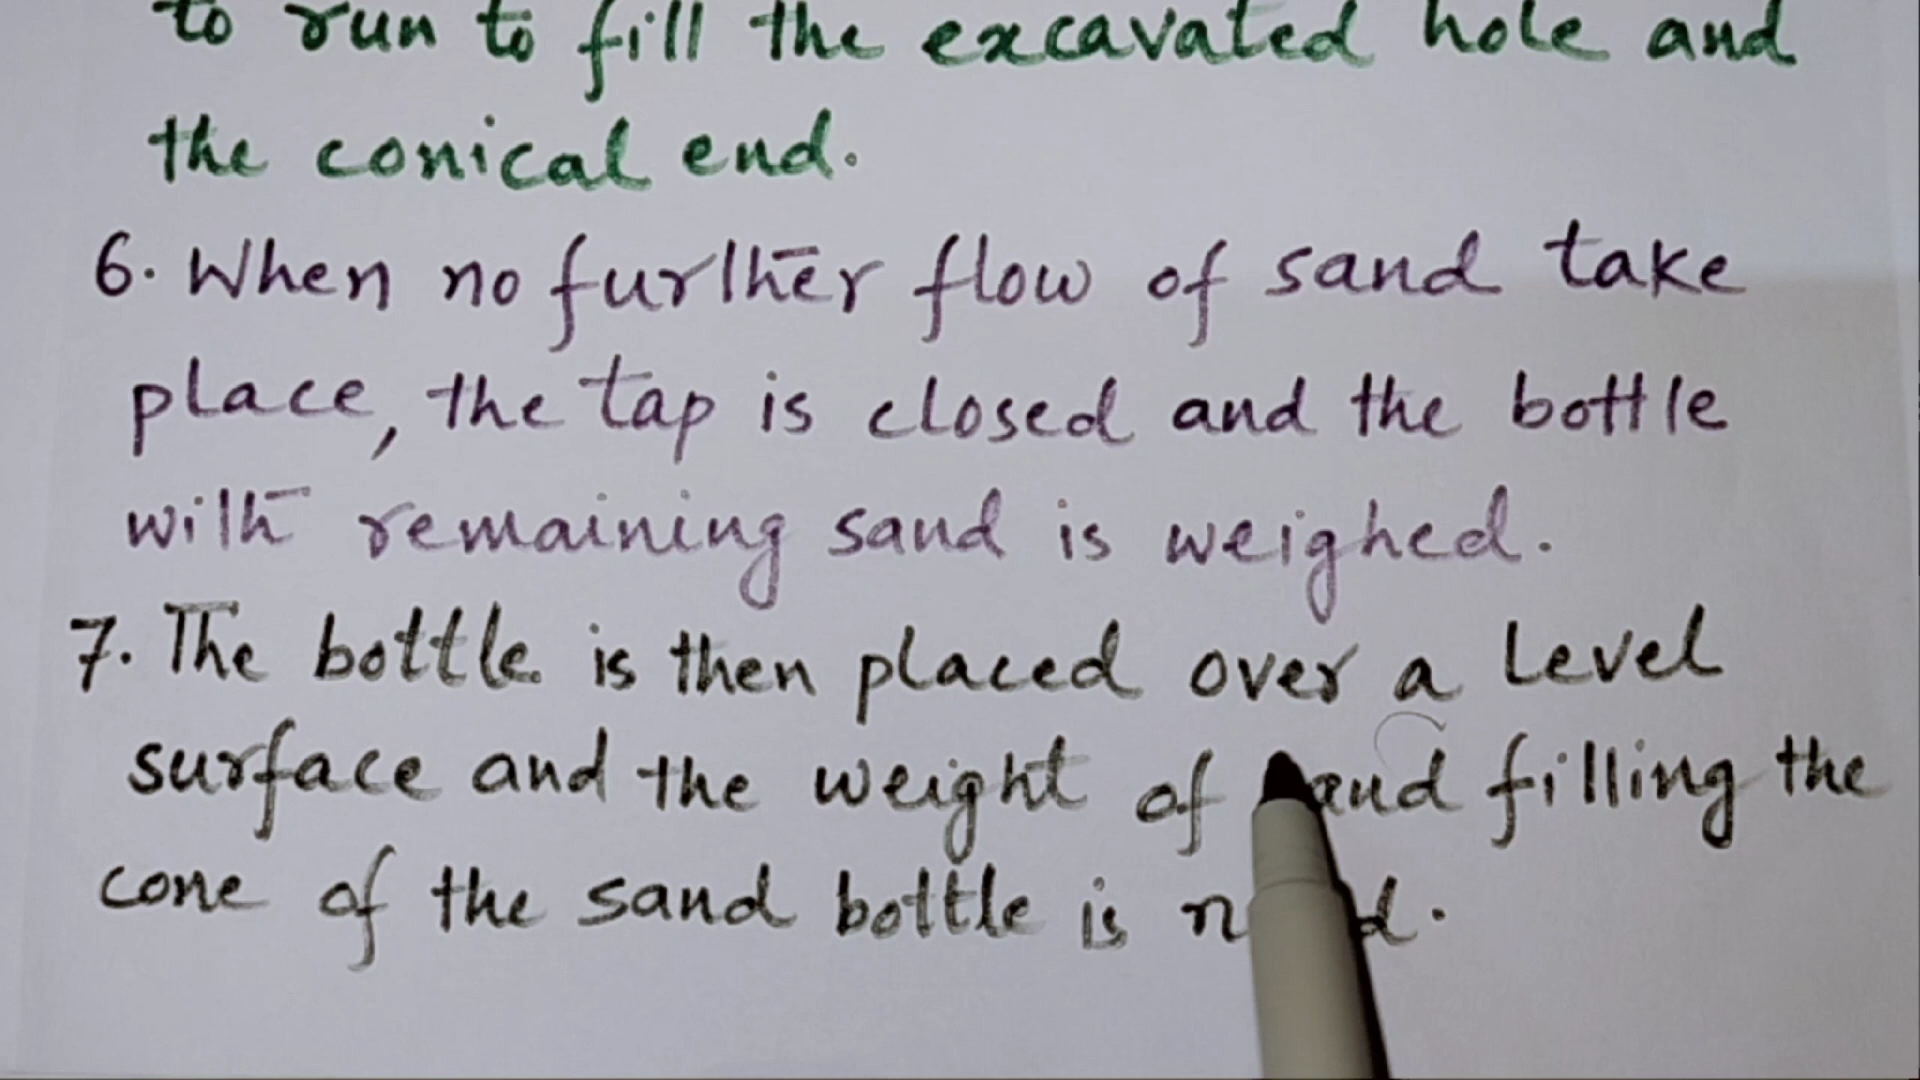 to run to fill the excavated hole and
the conical end.
6. When no further flow of sand take
place, the tap is closed and the bottle
with remaining sand is weighed.
7. The bottle is then placed over a level
surface and the weight of sand filling the
cone of the sand bottle is